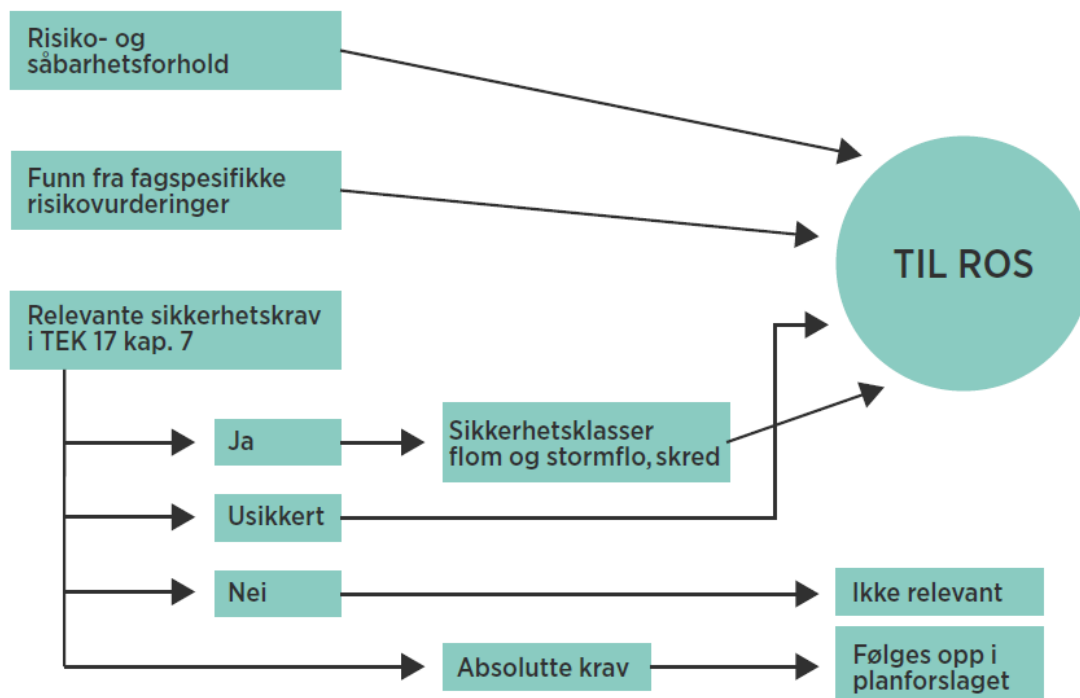 Risiko- og
såbarhetsforhold
Funn fra fagspesifikke
risikovurderinger
TIL ROS
Relevante sikkerhetskrav
i TEK 17 kap. 7
Ja
Sikkerhetsklasser
flom og stormflo, skred
Usikkert
Nei
Ikke relevant
Absolutte krav
Følges opp i
planforslaget